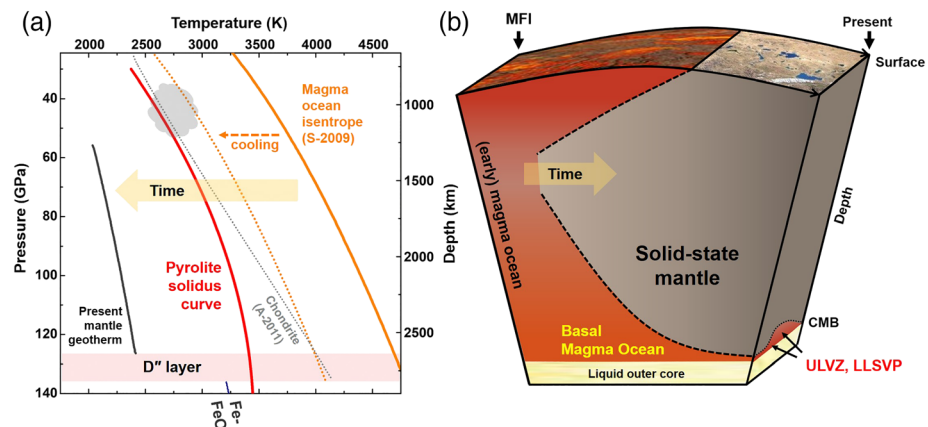 (a)
Temperature (K)
2000 2500 3000 3500 4000 4500
Pressure (GPa)
40
60
80
100
120
140
Depth (km)
1000
1500
2000
2500
Magma
ocean
isentrope
(S-2009)
cooling
Time
Pyrolite
solidus
curve
Chondrite
(A-2011)
Present
mantle
geotherm
D″ layer
Fe-
FeO
(b)
MFI
Present
Surface
(early) magma ocean
Time
Depth
Solid-state
mantle
Basal
Magma Ocean
CMB
Liquid outer core
ULVZ, LLSVP